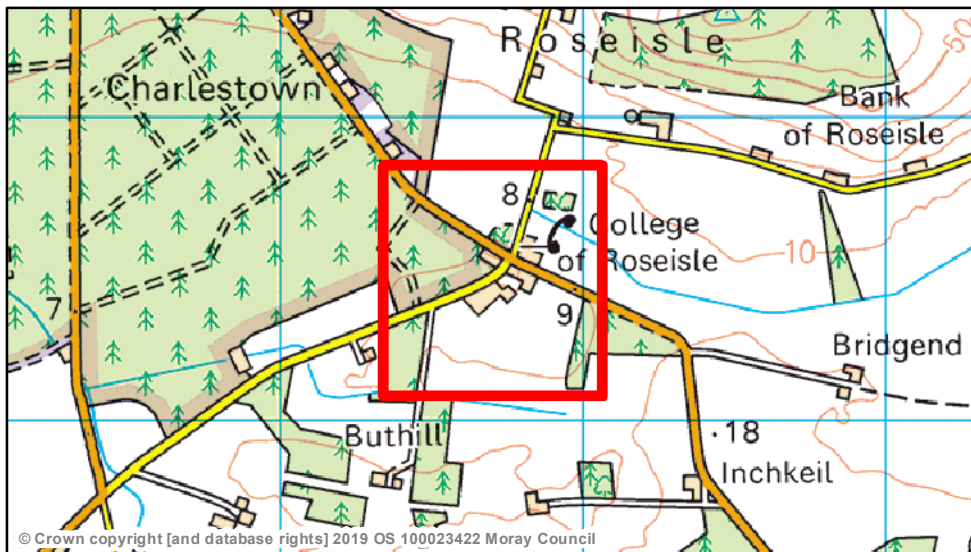 Roseisle
Charlestown
Bank
of Roseisle
50
8
College
of Roseisle
10
7
9
Bridgend
18
Buthill
Inchkeil
© Crown copyright [and database rights] 2019 OS 100023422 Moray Council